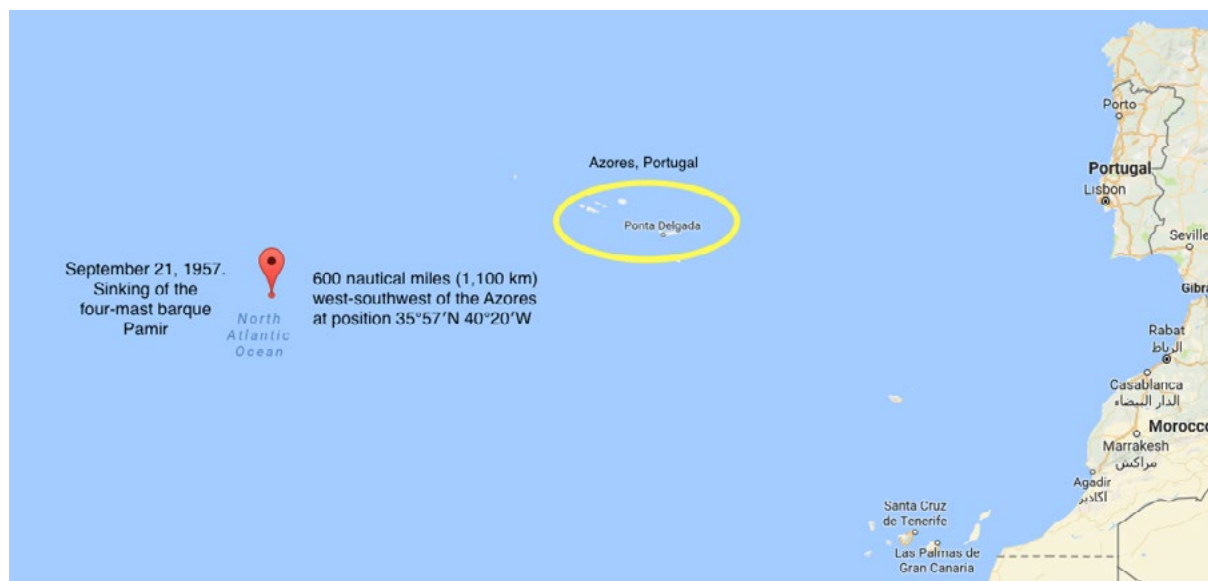 Azores, Portugal
Ponta Delgada
September 21, 1957.
Sinking of the
four-mast barque
Pamir
600 nautical miles (1,100 km)
west-southwest of the Azores
at position 35°57′N 40°20′W
North
Atlantic
Ocean
Porto
Portugal
Lisbon
Seville
Gibra
Rabat
الرباط
Casablanca
الدار البيضاء
Morocco
Marrakesh
مراكش
Agadir
أكادير
Santa Cruz
de Tenerife
Las Palmas de
Gran Canaria